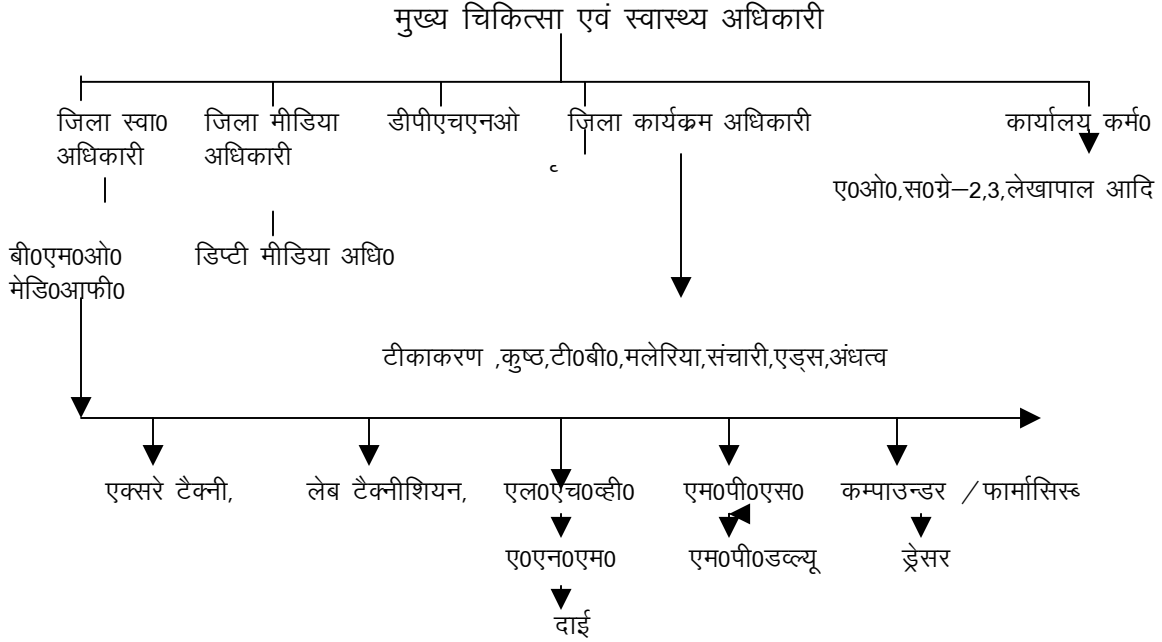 मुख्य चिकित्सा एवं स्वास्थ्य अधिकारी
जिला स्वा0 जिला मीडिया डीपीएचएनओ ज़िला कार्यक्रम अधिकारी कार्यालय कर्म0
अधिकारी अधिकारी
ए0ओ0,स0ग्रे–2,3,लेखापाल आदि
बी0एम0ओ0 डिप्टी मीडिया अधि0
मेडि0आफी0
टीकाकरण ,कुष्ठ,टी0बी0,मलेरिया,संचारी,एड्स,अंधत्व
एक्सरे टैक्नी, लेब टैक्नीशियन, एल0एच0व्ही0 एम0पी0एस0 कम्पाउन्डर /फार्मासिस्ब्
ए0एन0एम0 एम0पी0डव्ल्यू ड्रेसर
दाई